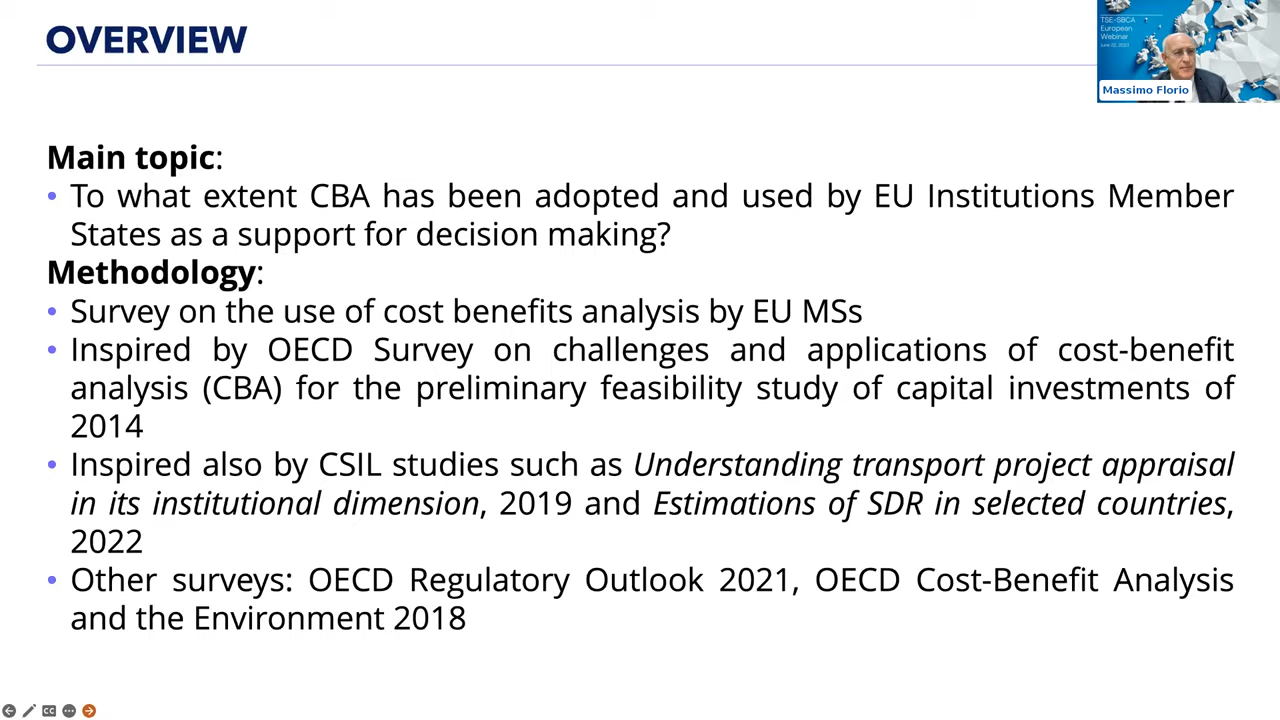 OVERVIEW
TSE-SBCA
European
Webinar
Massimo Florio
Main topic:
• To what extent CBA has been adopted and used by EU Institutions Member
States as a support for decision making?
Methodology:
• Survey on the use of cost benefits analysis by EU MSs
• Inspired by OECD Survey on challenges and applications of cost-benefit
analysis (CBA) for the preliminary feasibility study of capital investments of
2014
• Inspired also by CSIL studies such as Understanding transport project appraisal
in its institutional dimension, 2019 and Estimations of SDR in selected countries,
2022
• Other surveys: OECD Regulatory Outlook 2021, OECD Cost-Benefit Analysis
and the Environment 2018
CC